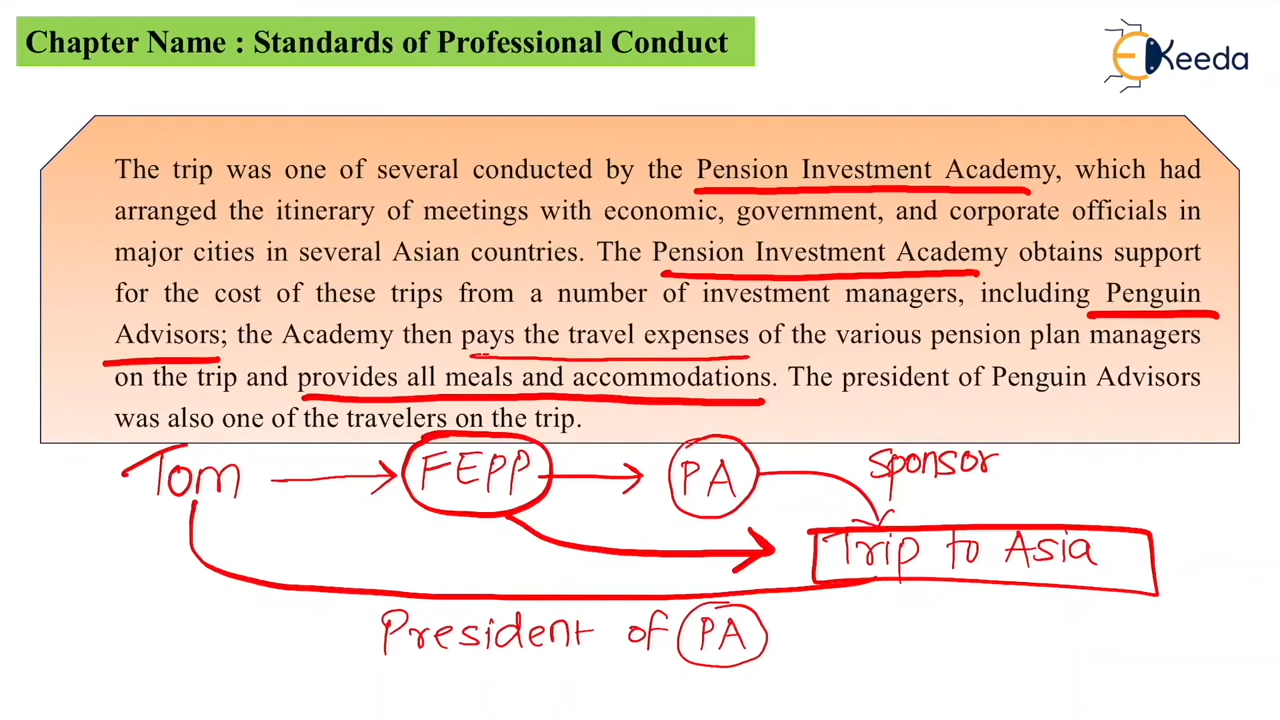 Chapter Name : Standards of Professional Conduct
EKeeda
The trip was one of several conducted by the Pension Investment Academy, which had
arranged the itinerary of meetings with economic, government, and corporate officials in
major cities in several Asian countries. The Pension Investment Academy obtains support
for the cost of these trips from a number of investment managers, including Penguin
Advisors; the Academy then pays the travel expenses of the various pension plan managers
on the trip and provides all meals and accommodations. The president of Penguin Advisors
was also one of the travelers on the trip.
Tom FEPP PA sponsor
Trip to Asia
President of PA